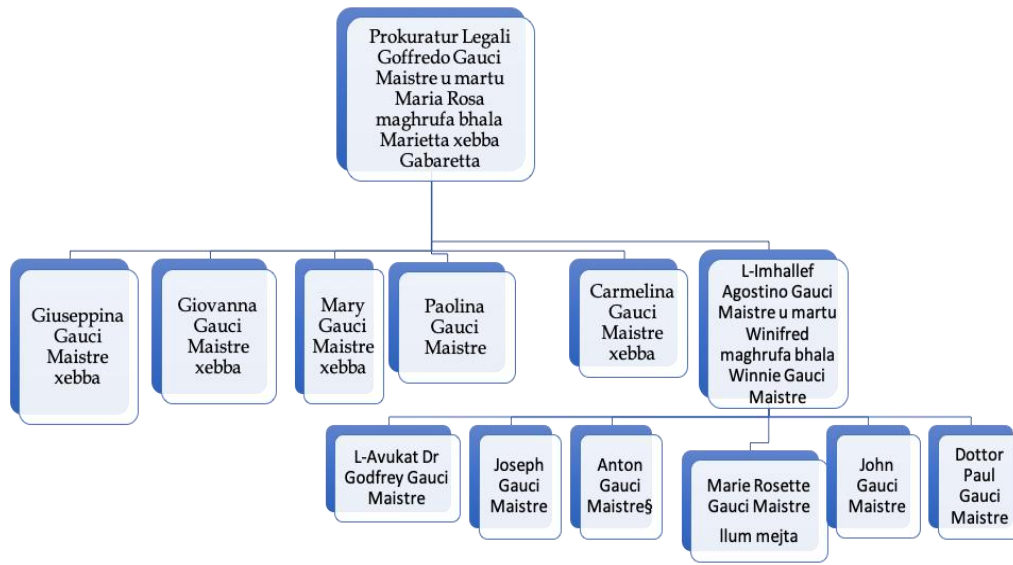 Prokuratur Legali
Goffredo Gauci
Maistre u martu
Maria Rosa
maghrufa bhala
Marietta xebba
Gabaretta
Giuseppina
Gauci
Maistre
xebba
Giovanna
Gauci
Maistre
xebba
Mary
Gauci
Maistre
xebba
Paolina
Gauci
Maistre
Carmelina
Gauci
Maistre
xebba
L-Imhallef
Agostino Gauci
Maistre u martu
Winifred
maghrufa bhala
Winnie Gauci
Maistre
L-Avukat Dr
Godfrey Gauci
Maistre
Joseph
Gauci
Maistre
Anton
Gauci
Maistre§
Marie Rosette
Gauci Maistre
llum mejta
John
Gauci
Maistre
Dottor
Paul
Gauci
Maistre